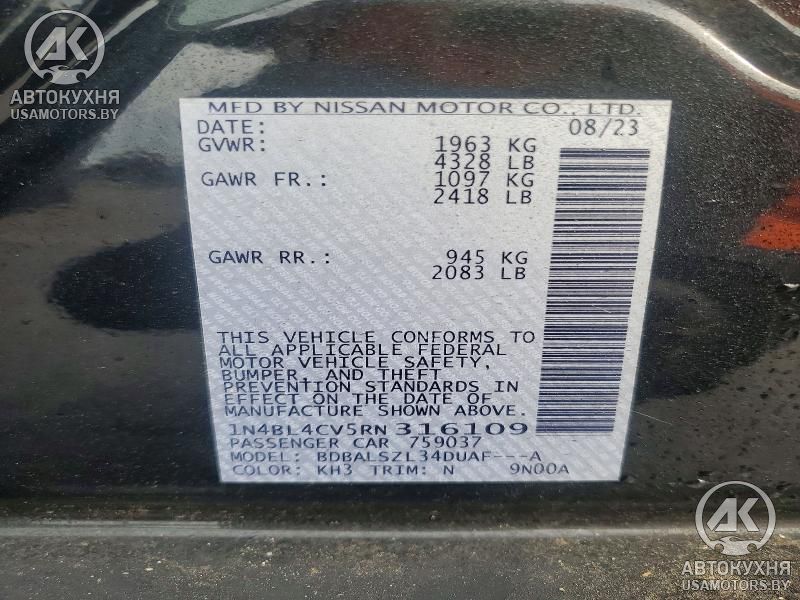 AK
АВТОКУХНЯ
USAMOTORS.BY
MFD BY NISSAN MOTOR CO., LTD.
DATE: 08/23
GVWR: 1963 KG
4328 LB
GAWR FR.: 1097 KG
2418 LB
GAWR RR.: 945 KG
2083 LB
THIS VEHICLE CONFORMS TO
ALL APPLICABLE FEDERAL
MOTOR VEHICLE SAFETY,
BUMPER, AND THEFT
PREVENTION STANDARDS IN
EFFECT ON THE DATE OF
MANUFACTURE SHOWN ABOVE.
1N4BL4CV5RN316109
PASSENGER CAR 759037
MODEL: BDBALSZL34DUAF---A
COLOR: KH3 TRIM: N 9N00A
AK
АВТОКУХНЯ
USAMOTORS.BY